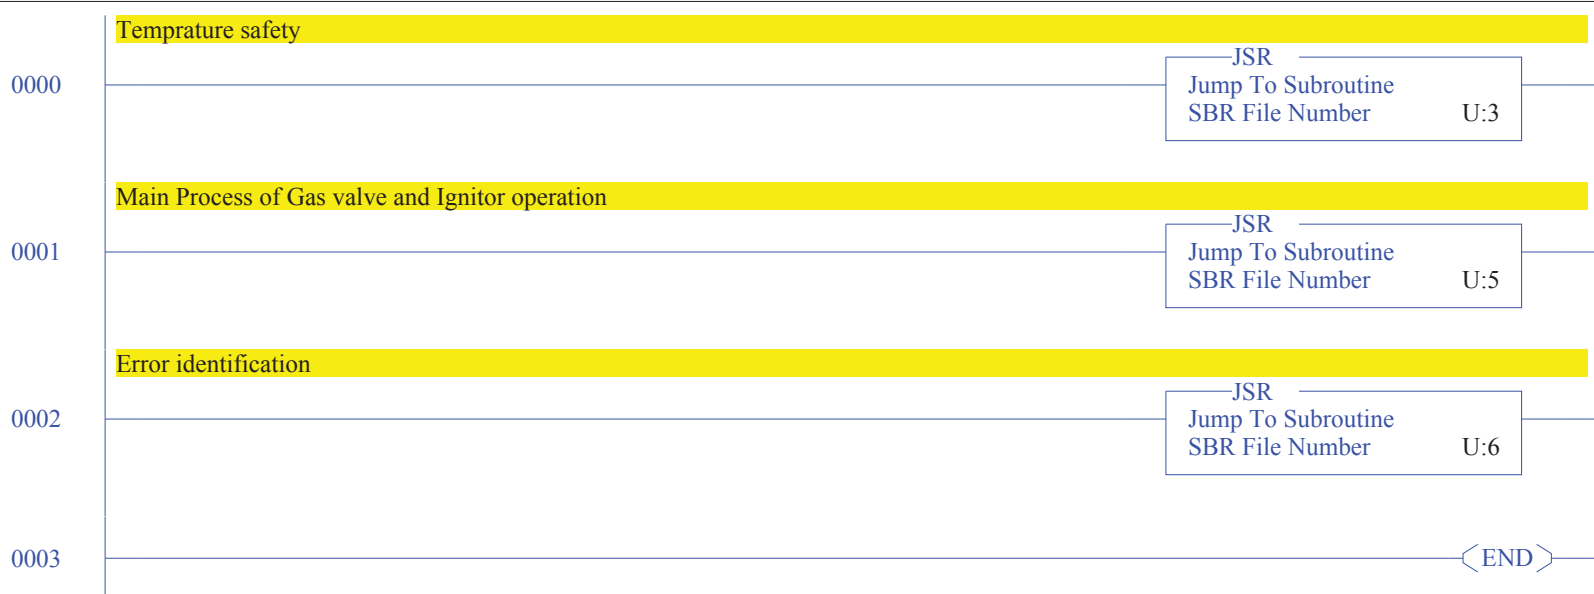 Temprature safety
JSR
0000
Jump To Subroutine
SBR File Number U:3
Main Process of Gas valve and Ignitor operation
JSR
0001
Jump To Subroutine
SBR File Number U:5
Error identification
JSR
0002
Jump To Subroutine
SBR File Number U:6
0003
END